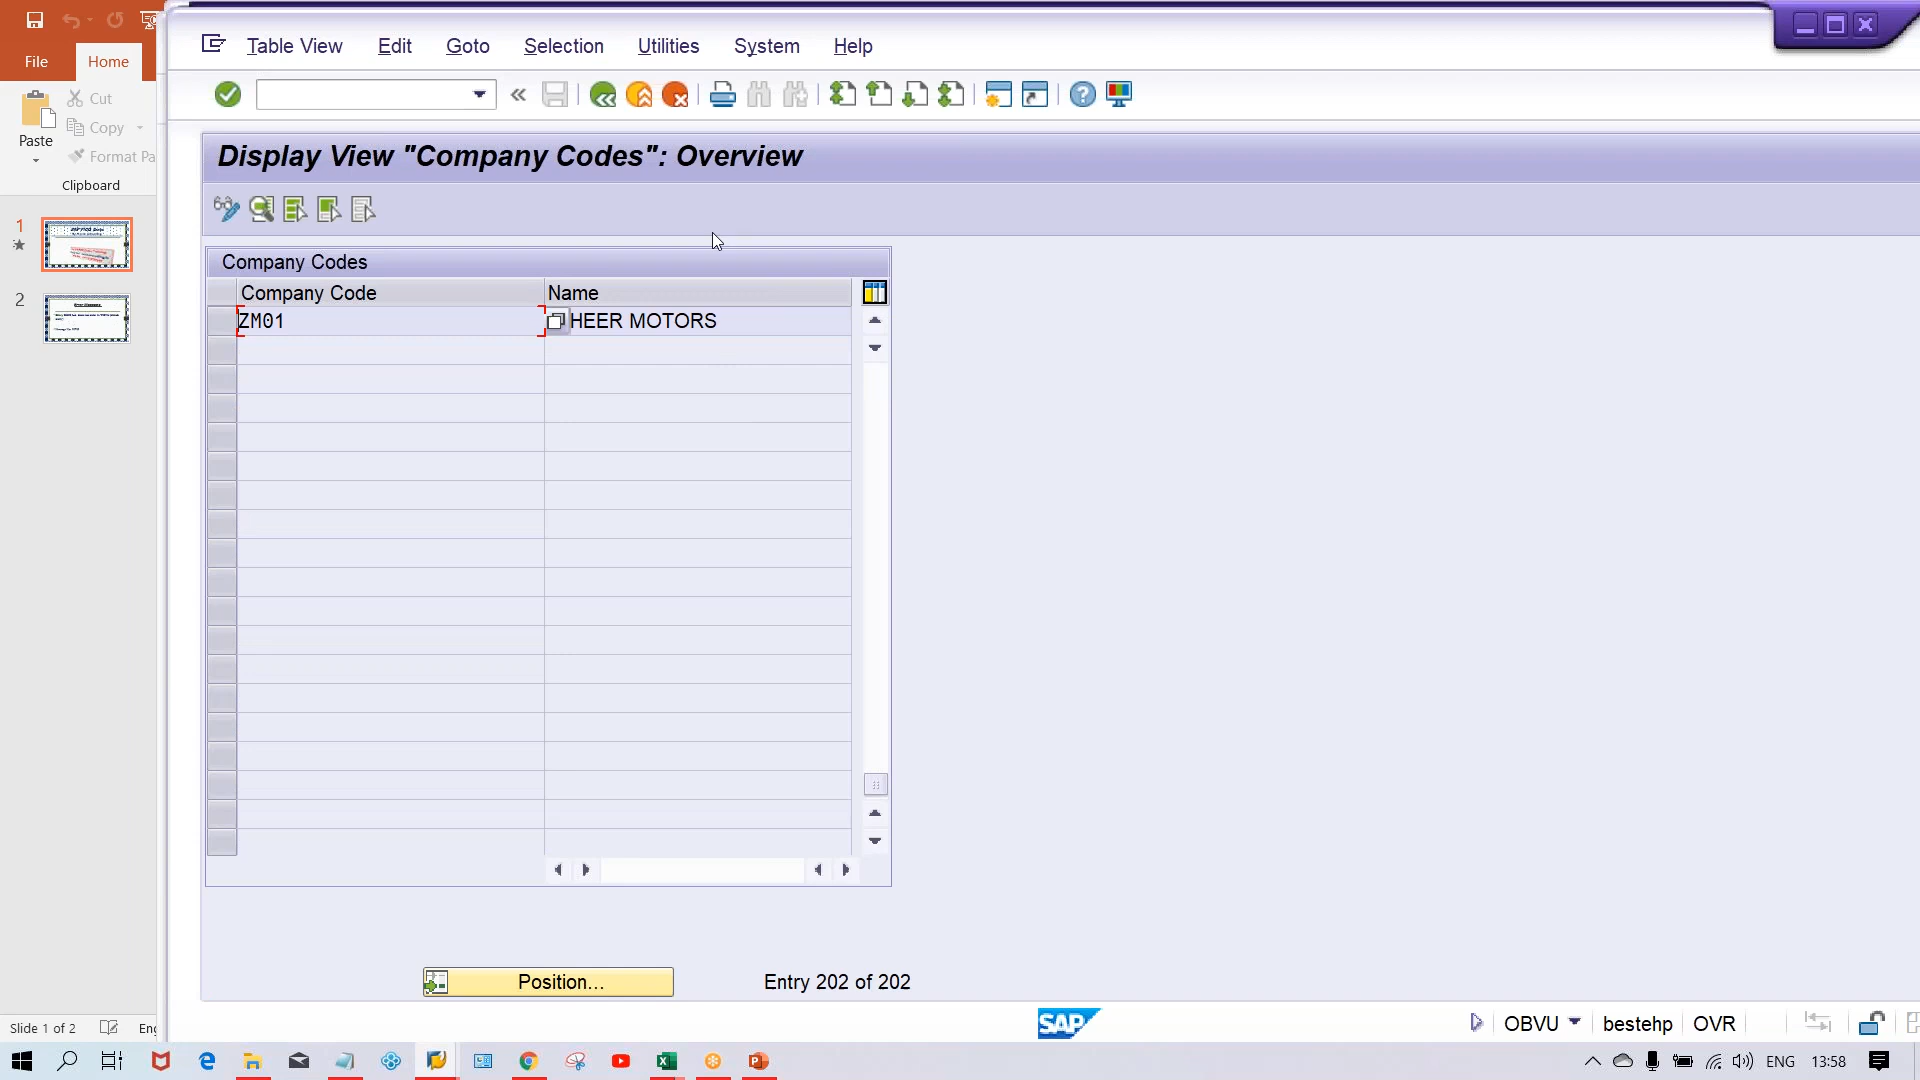 File
Home
Cut
Copy
Format Pa
Paste
Clipboard
1
2
Slide 1 of 2
Table View
Edit
Goto
Selection
Utilities
System
Help
Display View "Company Codes": Overview
Company Codes
Company Code
Name
ZM01
HEER MOTORS
Position...
Entry 202 of 202
SAP
OBVU
bestehp
OVR
ENG
13:58